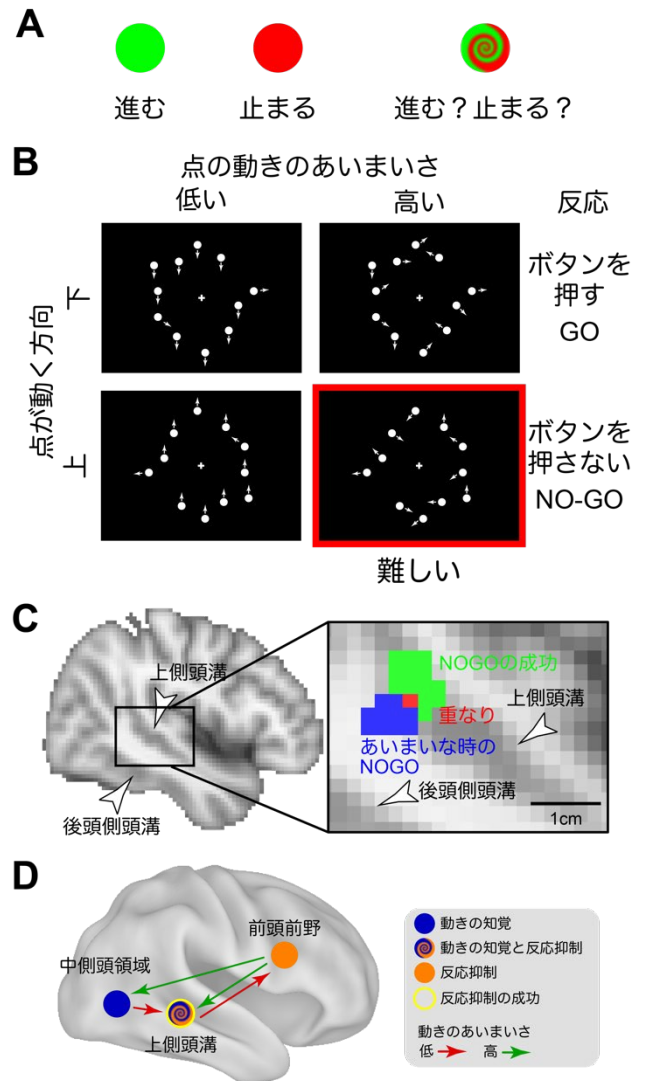 A
進む
止まる
進む？止まる？
B
点の動きのあいまいさ
低い
高い
反応
点が動く方向
下
ボタンを
押す
GO
上
ボタンを
押さない
NO-GO
難しい
C
上側頭溝
後頭側頭溝
NOGOの成功
上側頭溝
重なり
あいまいな時の
NOGO
後頭側頭溝
1cm
D
前頭前野
中側頭領域
上側頭溝
動きの知覚
動きの知覚と反応抑制
反応抑制
反応抑制の成功
動きのあいまいさ
低 高